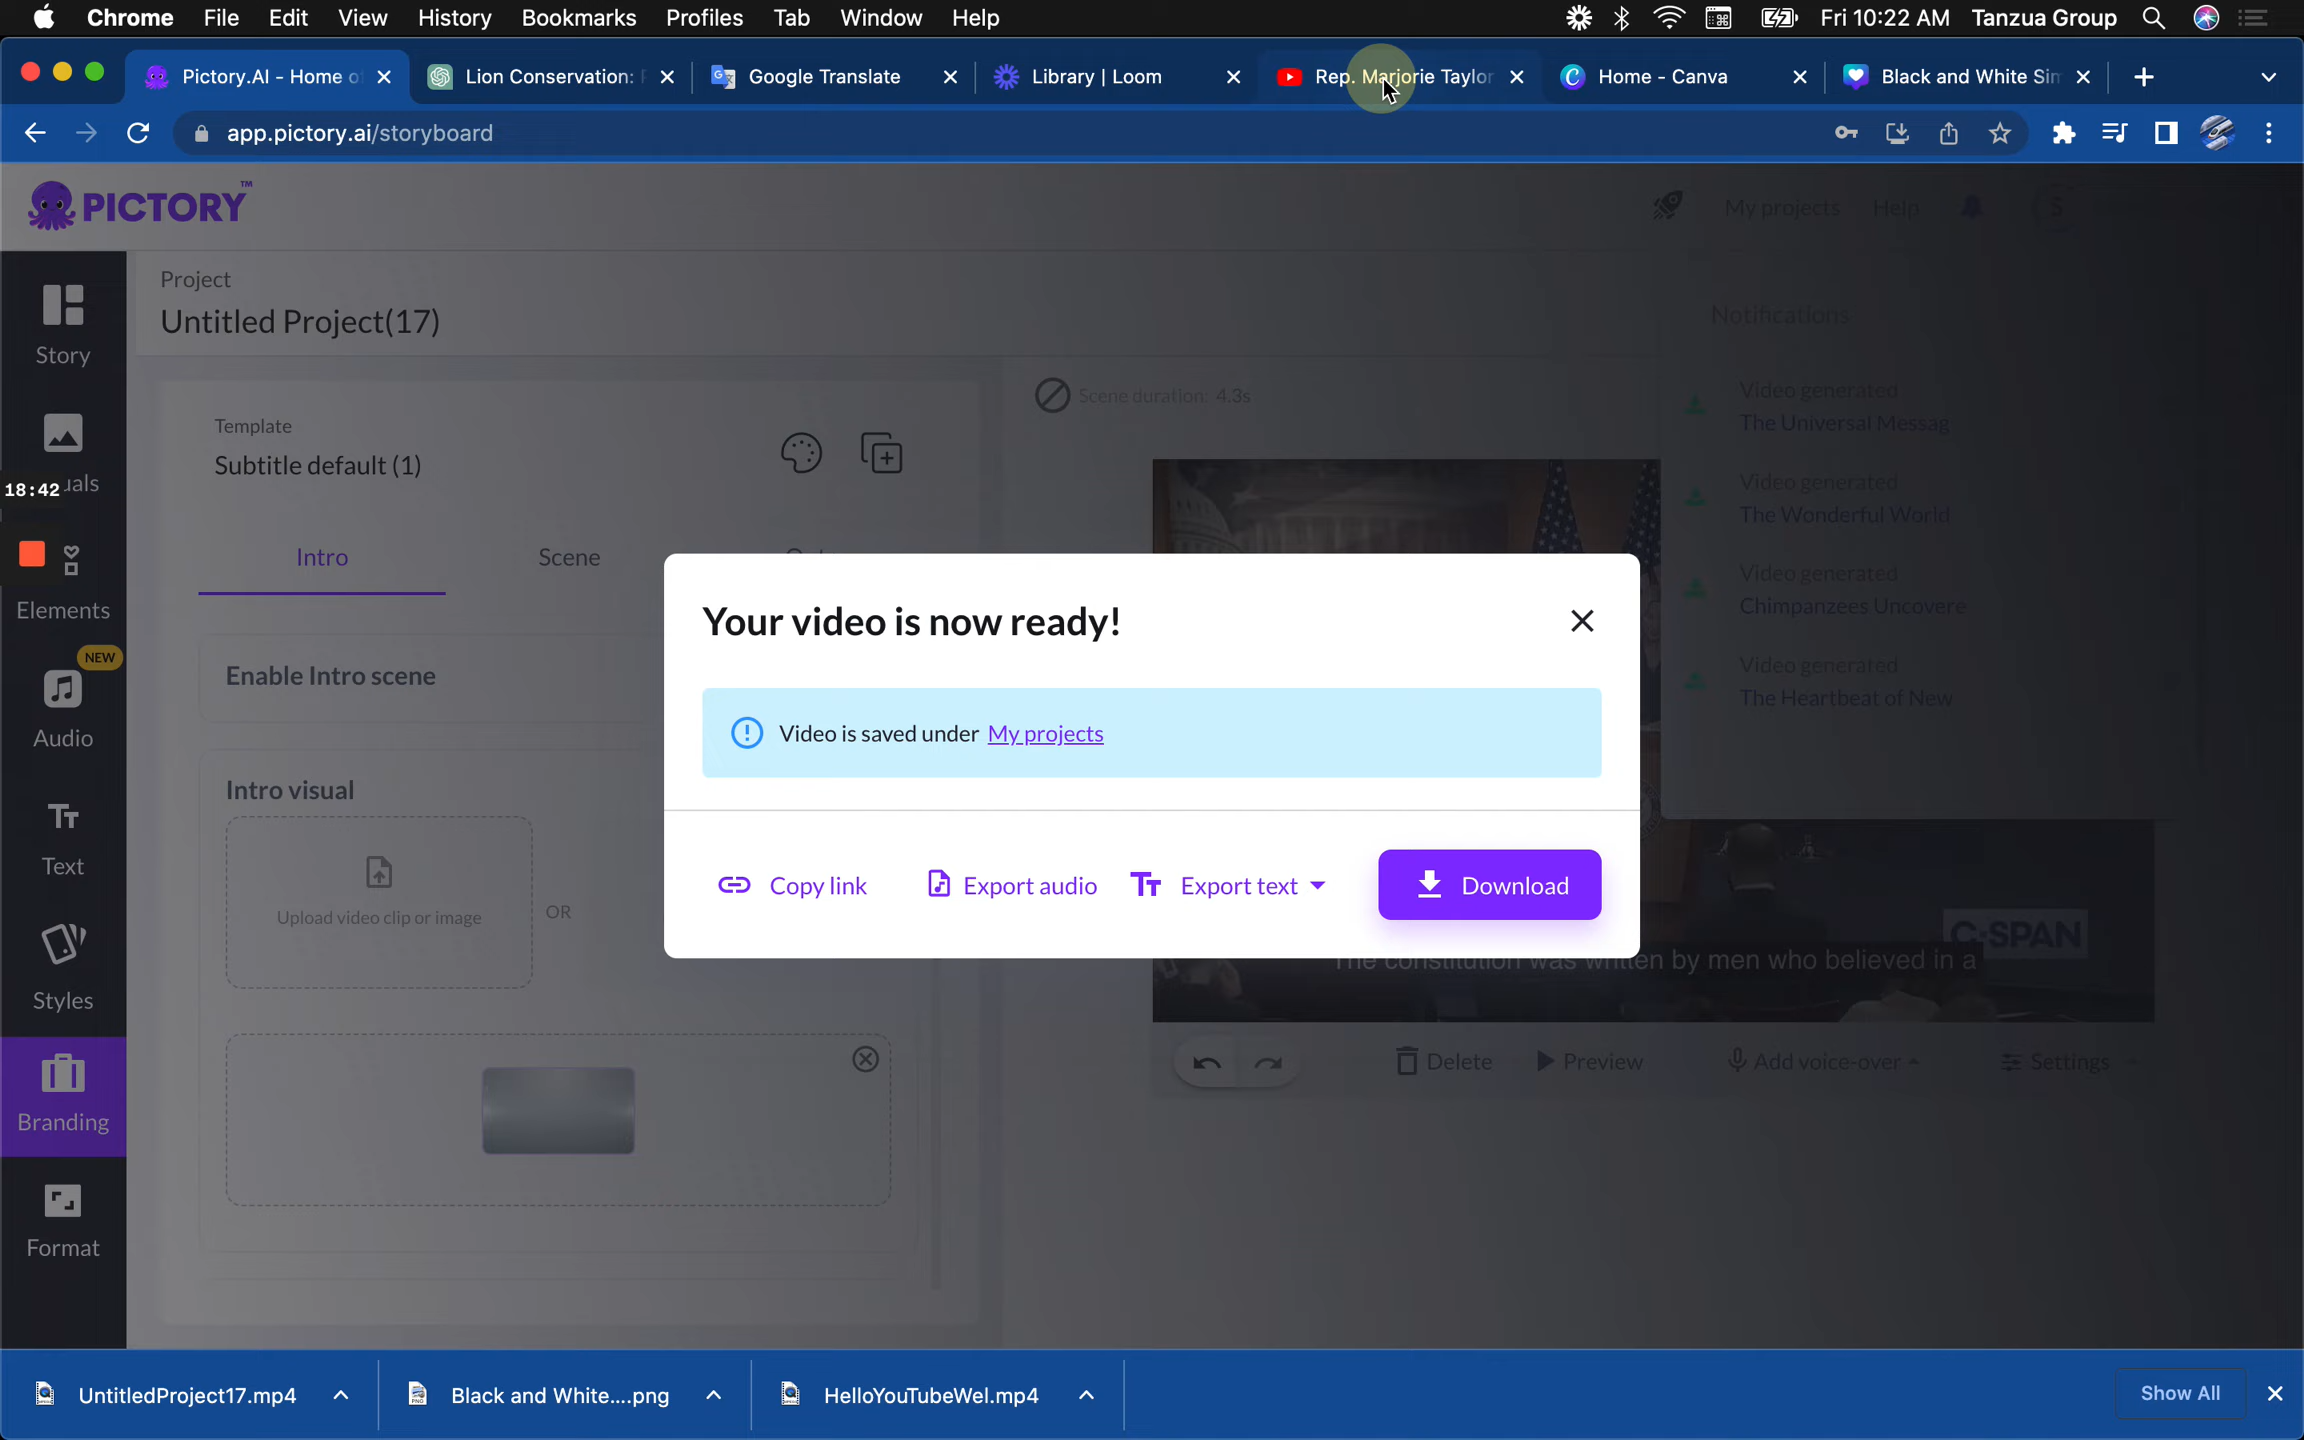 Chrome File Edit View History Bookmarks Profiles Tab Window Help Fri 10:22 AM Tanzua Group
Pictory.AI - Home of Lion Conservation: Google Translate Library | Loom Rep. Marjorie Taylor Home - Canva Black and White Sim
app.pictory.ai/storyboard
PICTORY™ My projects Help S
Project
Untitled Project(17)
Notifications
Story
Template
Subtitle default (1)
Scene duration: 4.3s
Video generated
The Universal Messag
18:42 uals
Video generated
The Wonderful World
Intro Scene
Elements
Video generated
Chimpanzees Uncovere
Your video is now ready!
NEW
Audio
Enable Intro scene
Video generated
The Heartbeat of New
Video is saved under My projects
Intro visual
Text
Upload video clip or image OR
Copy link Export audio Export text Download
C-SPAN
The constitution was written by men who believed in a
Styles
Branding
Delete Preview Add voice-over Settings
Format
UntitledProject17.mp4 Black and White....png HelloYouTubeWel.mp4 Show All